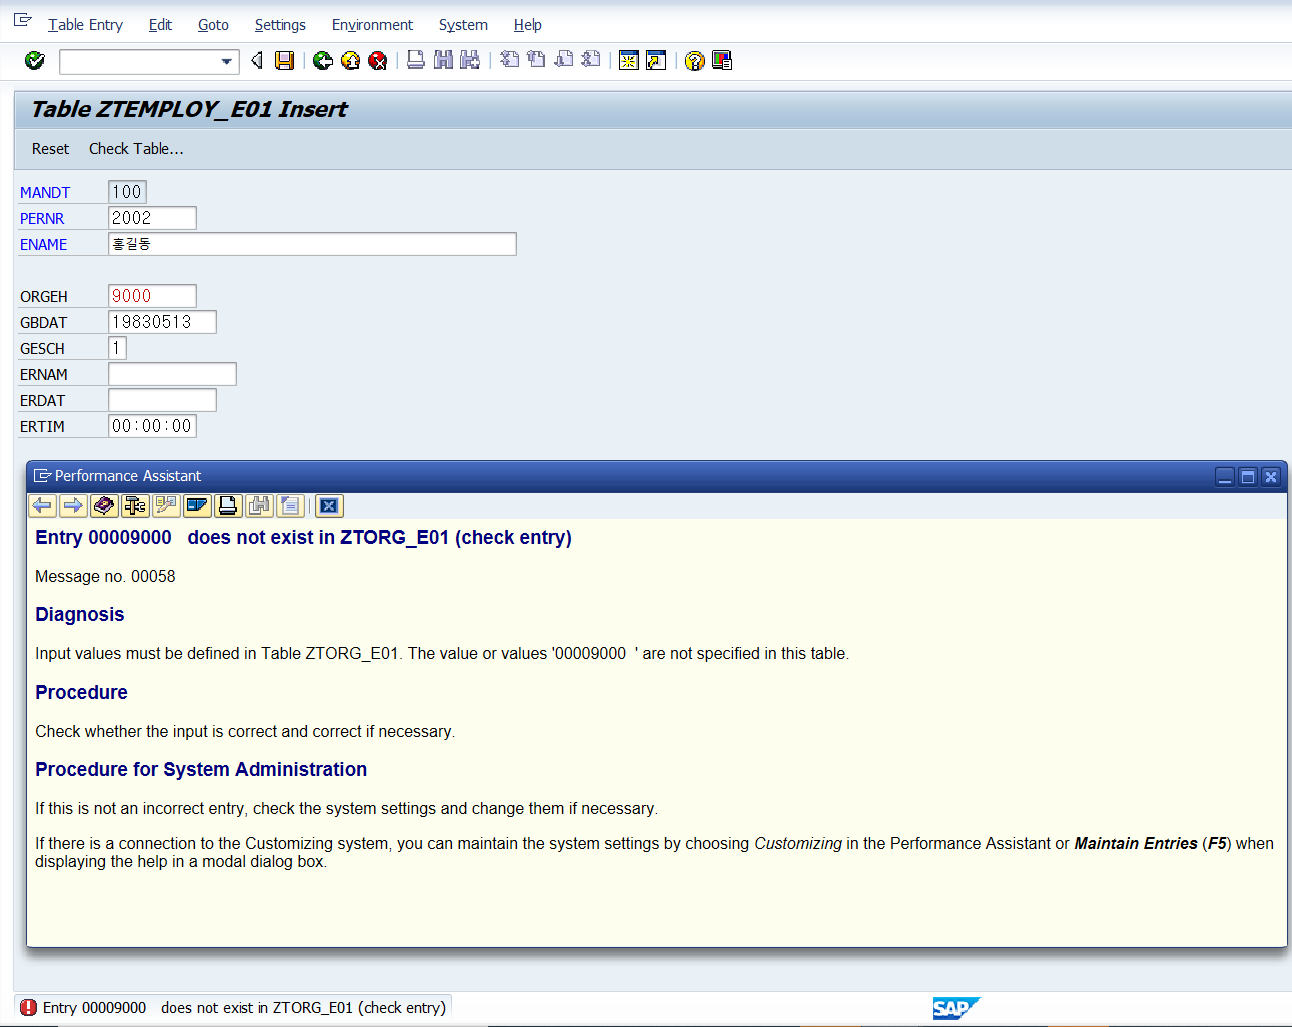 Table Entry Edit Goto Settings Environment System Help
Table ZTEMPLOY_E01 Insert
Reset Check Table...
MANDT 100
PERNR 2002
ENAME 홍길동
ORGEH 9000
GBDAT 19830513
GESCH 1
ERNAM
ERDAT
ERTIM 00:00:00
Performance Assistant
Entry 00009000   does not exist in ZTORG_E01 (check entry)
Message no. 00058
Diagnosis
Input values must be defined in Table ZTORG_E01. The value or values '00009000  ' are not specified in this table.
Procedure
Check whether the input is correct and correct if necessary.
Procedure for System Administration
If this is not an incorrect entry, check the system settings and change them if necessary.
If there is a connection to the Customizing system, you can maintain the system settings by choosing Customizing in the Performance Assistant or Maintain Entries (F5) when
displaying the help in a modal dialog box.
Entry 00009000   does not exist in ZTORG_E01 (check entry)
SAP